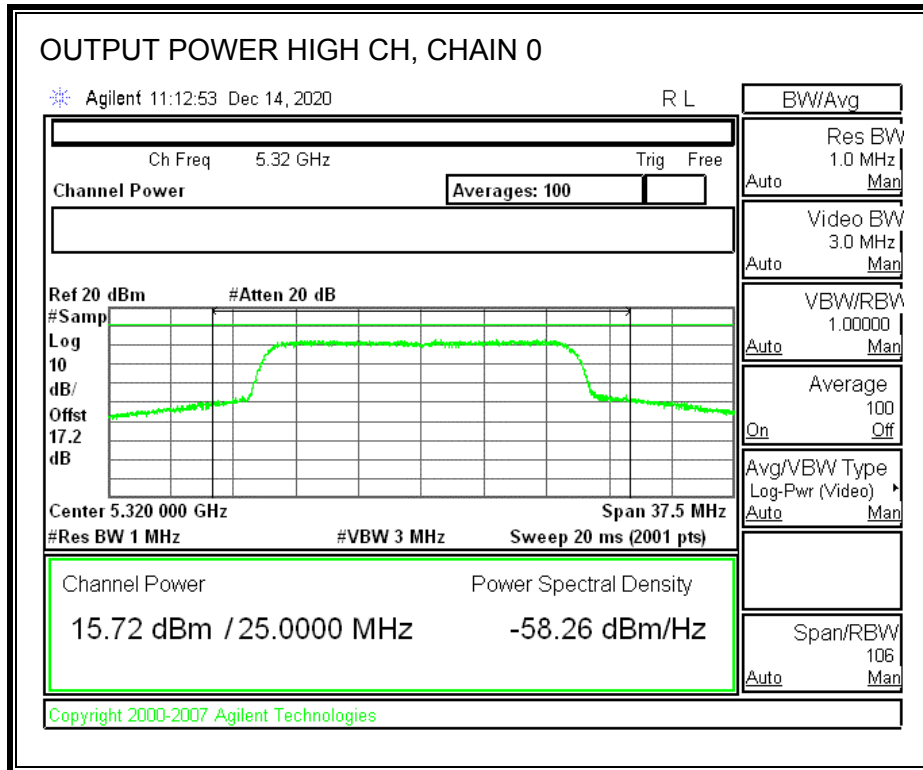 OUTPUT POWER HIGH CH, CHAIN 0
Agilent 11:12:53 Dec 14, 2020 R L
Ch Freq 5.32 GHz Trig Free
Channel Power Averages: 100
Ref 20 dBm #Atten 20 dB
#Samp
Log
10
dB/
Offst
17.2
dB
Center 5.320 000 GHz Span 37.5 MHz
#Res BW 1 MHz #VBW 3 MHz Sweep 20 ms (2001 pts)
Channel Power Power Spectral Density
15.72 dBm / 25.0000 MHz -58.26 dBm/Hz
Copyright 2000-2007 Agilent Technologies
BW/Avg
Res BW
1.0 MHz
Auto Man
Video BW
3.0 MHz
Auto Man
VBW/RBW
1.00000
Auto Man
Average
100
On Off
Avg/VBW Type
Log-Pwr (Video)
Auto Man
Span/RBW
106
Auto Man